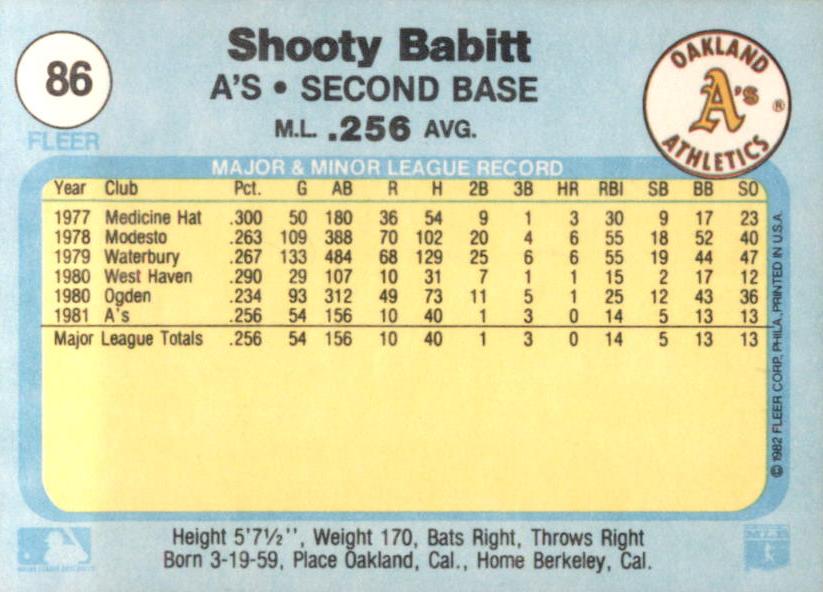 86
FLEER
Shooty Babitt
A'S • SECOND BASE
M.L. .256 AVG.
OAKLAND
A's ®
ATHLETICS
MAJOR & MINOR LEAGUE RECORD
Year Club Pct. G AB R H 2B 3B HR RBI SB BB SO
1977 Medicine Hat .300 50 180 36 54 9 1 3 30 9 17 23
1978 Modesto .263 109 388 70 102 20 4 6 55 18 52 40
1979 Waterbury .267 133 484 68 129 25 6 6 55 19 44 47
1980 West Haven .290 29 107 10 31 7 1 1 15 2 17 12
1980 Ogden .234 93 312 49 73 11 5 1 25 12 43 36
1981 A's .256 54 156 10 40 1 3 0 14 5 13 13
Major League Totals .256 54 156 10 40 1 3 0 14 5 13 13
© 1982 FLEER CORP., PHILA., PRINTED IN U.S.A.
Height 5'7½'', Weight 170, Bats Right, Throws Right
Born 3-19-59, Place Oakland, Cal., Home Berkeley, Cal.